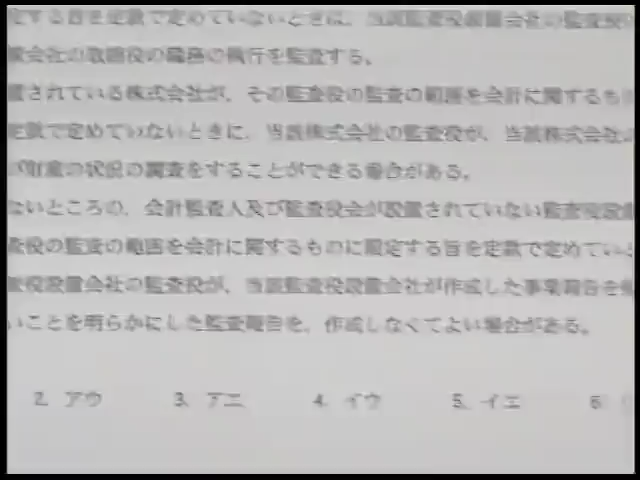 定する旨を定款で定めていないときに、当該監査役設置会社の監査役
置会社の取締役の職務の執行を監査する。
置されている株式会社が、その監査役の監査の範囲を会計に関するも
定款で定めていないときに、当該株式会社の監査役が、当該株式会社
財産の状況の調査をすることができる場合がある。
ないところの、会計監査人及び監査役会が設置されていない監査役設置
査役の監査の範囲を会計に関するものに限定する旨を定款で定めてい
査役設置会社の監査役が、当該監査役設置会社が作成した事業報告を
いことを明らかにした監査報告を、作成しなくてよい場合がある。
2. アウ 3. アエ 4. イウ 5. イエ 6.